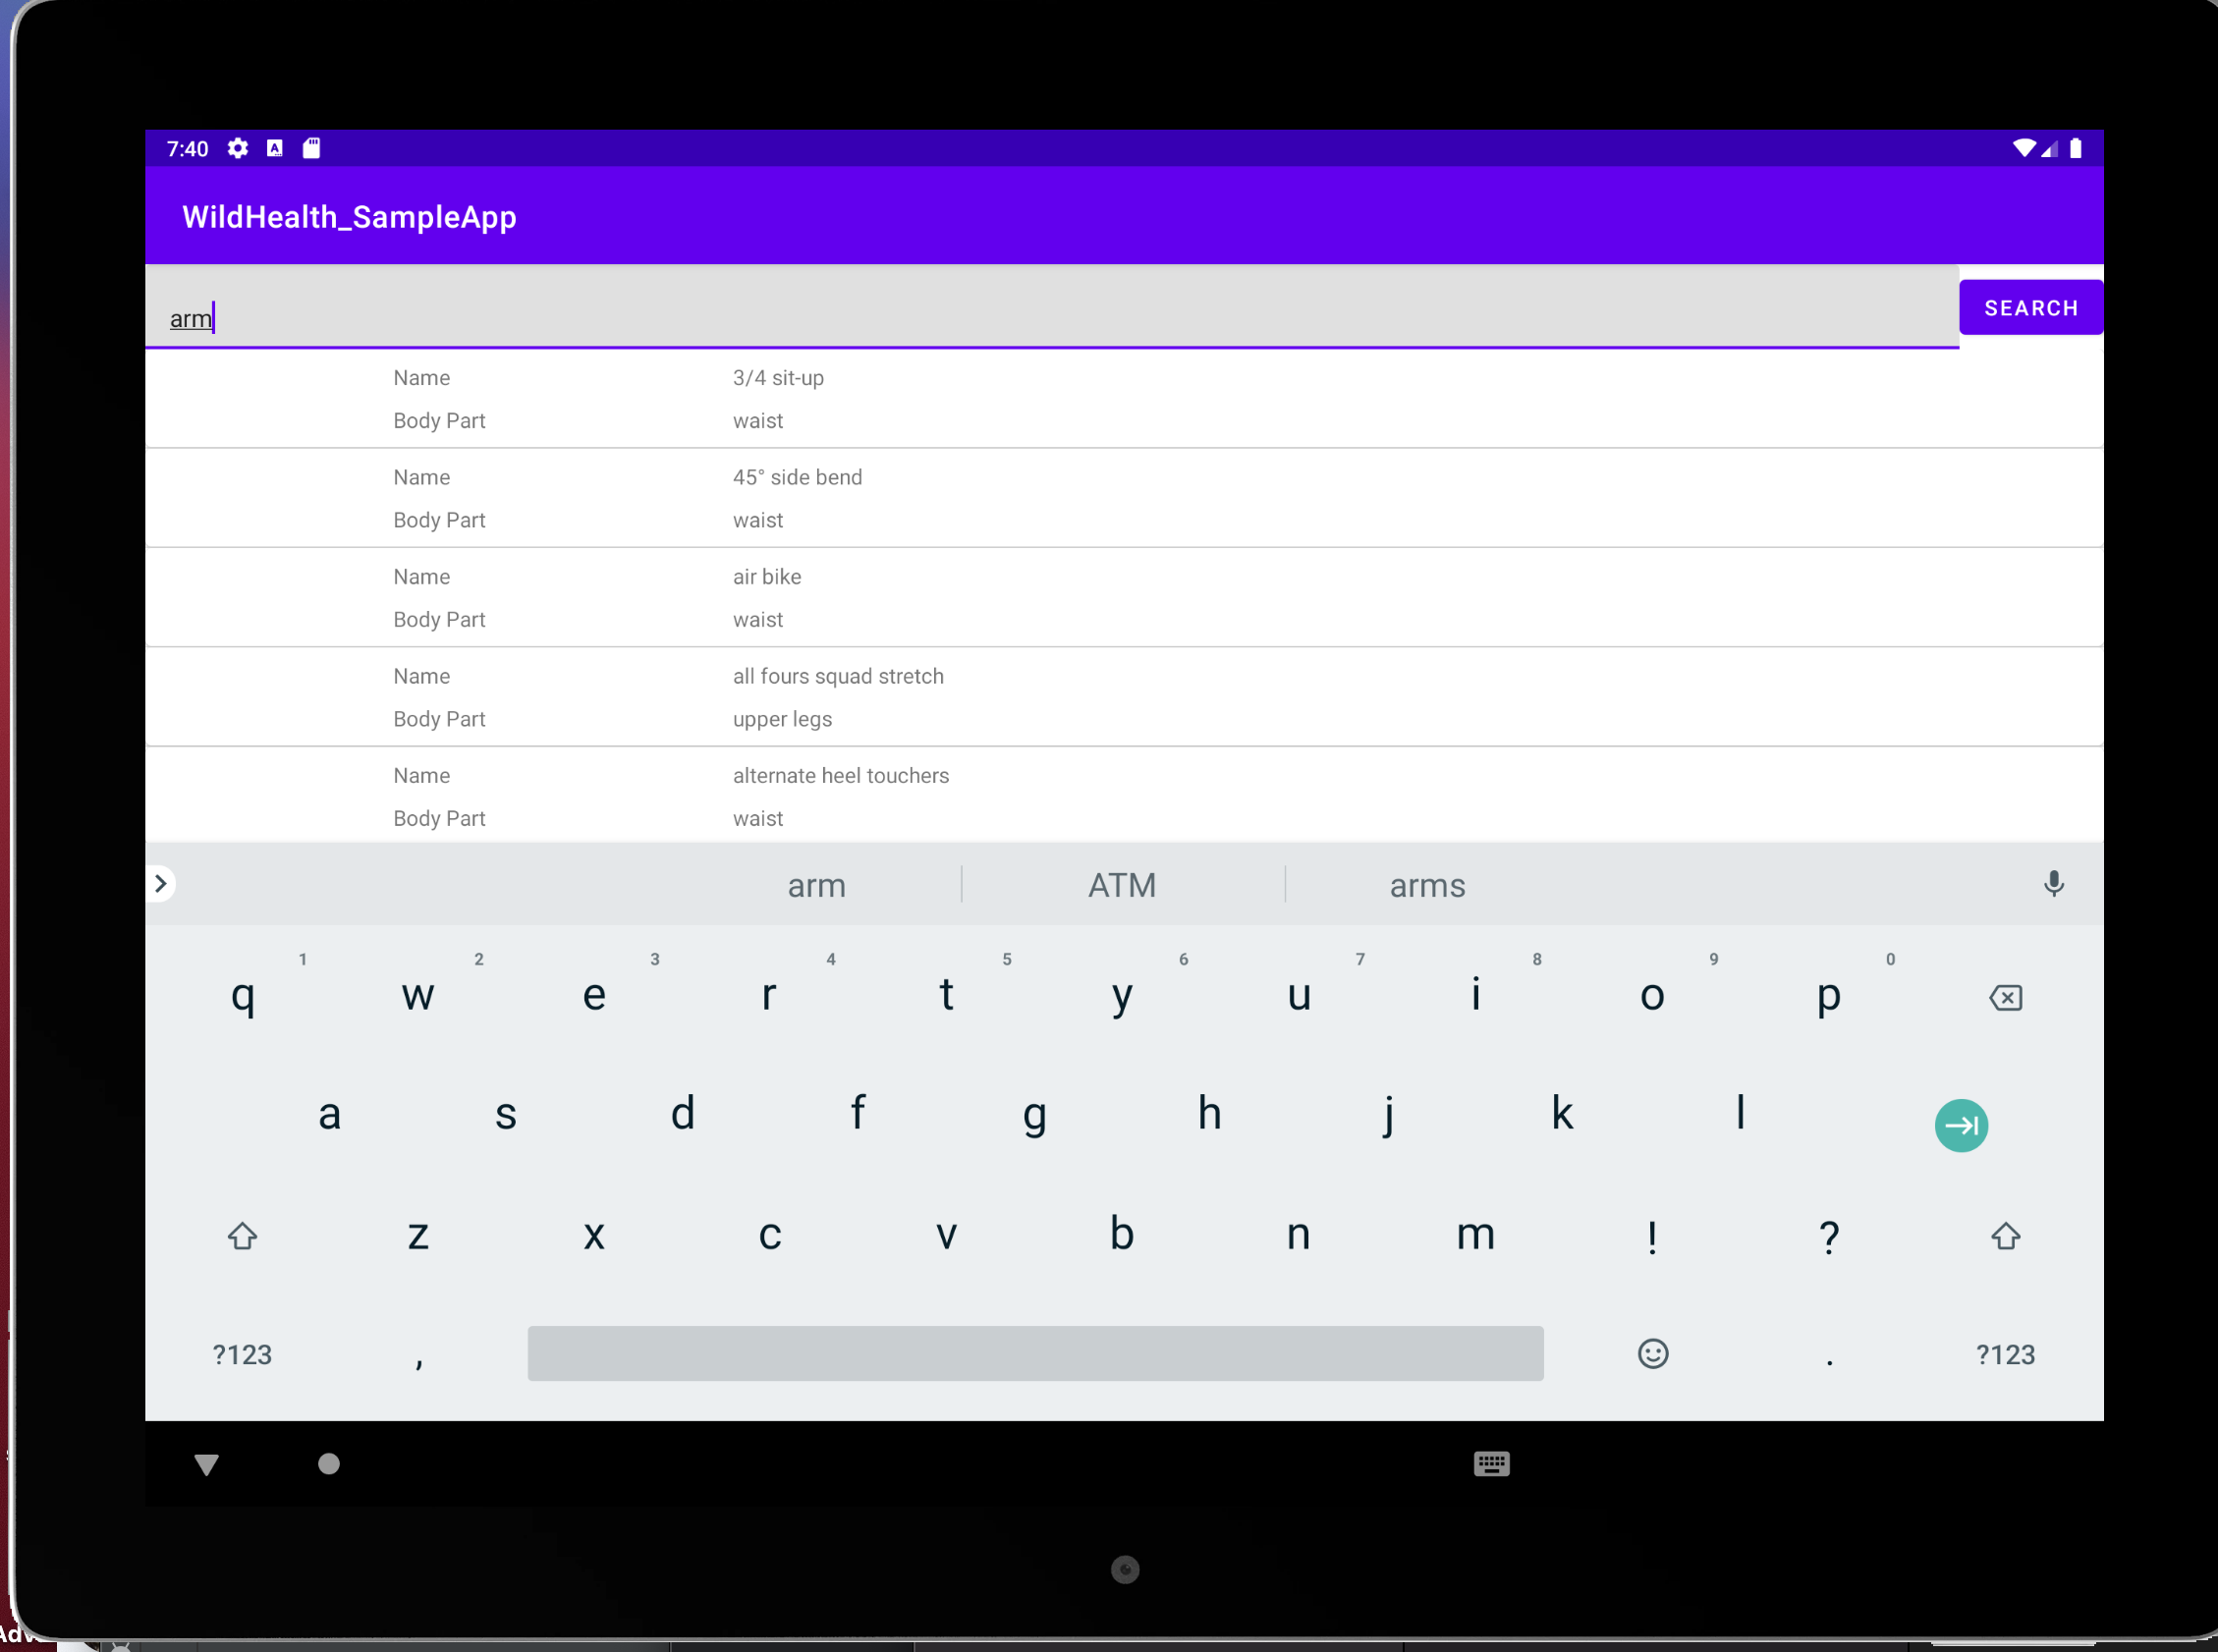 7:40
WildHealth_SampleApp
arm
SEARCH
Name 3/4 sit-up
Body Part waist
Name 45° side bend
Body Part waist
Name air bike
Body Part waist
Name all fours squad stretch
Body Part upper legs
Name alternate heel touchers
Body Part waist
arm ATM arms
1 2 3 4 5 6 7 8 9 0
q w e r t y u i o p
a s d f g h j k l
z x c v b n m ! ?
?123 , . ?123